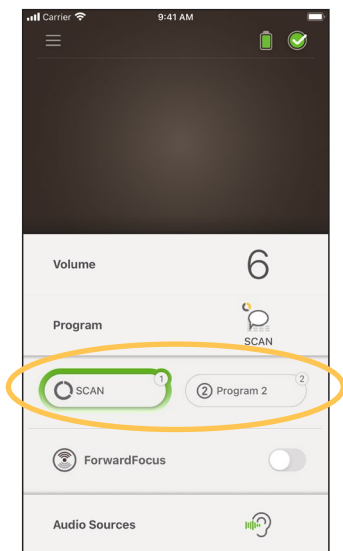 Carrier 9:41 AM
Volume 6
Program
SCAN
SCAN 1 2 Program 2 2
ForwardFocus
Audio Sources